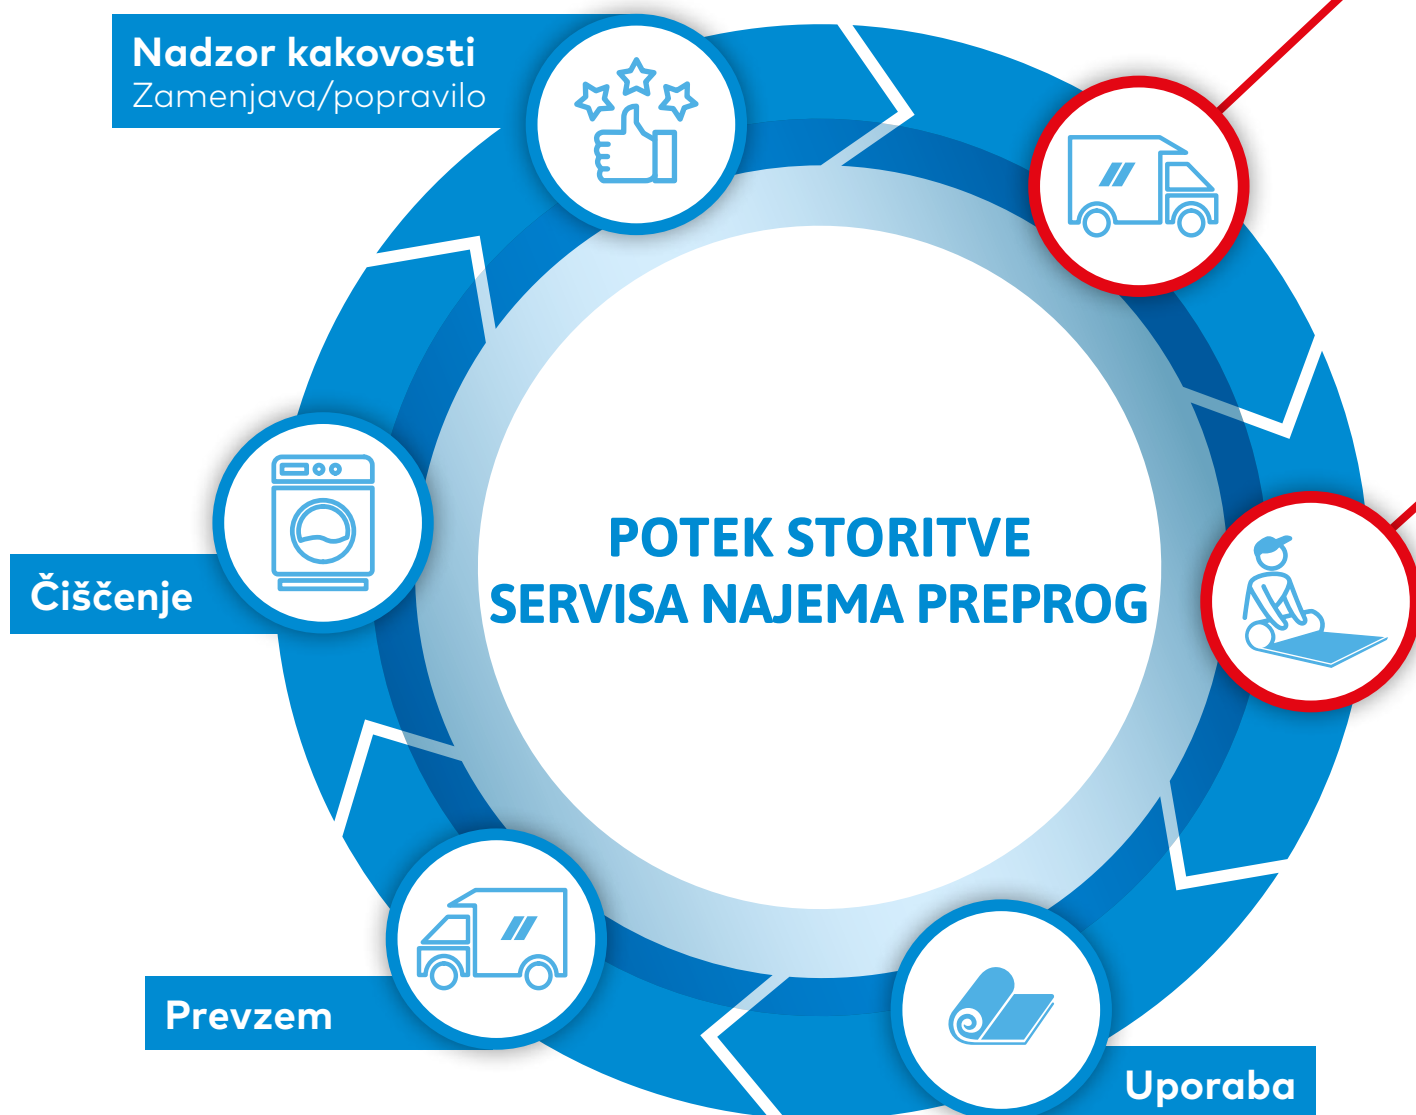 Nadzor kakovosti
Zamenjava/popravilo
POTEK STORITVE
SERVISA NAJEMA PREPROG
Čiščenje
Prevzem
Uporaba